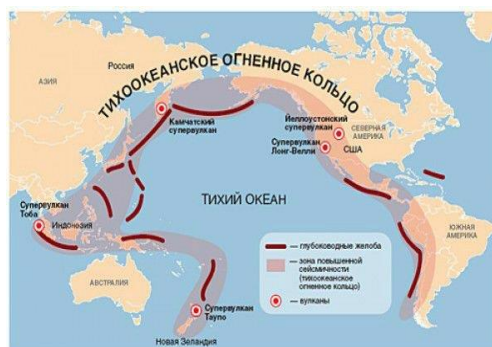 ТИХООКЕАНСКОЕ ОГНЕННОЕ КОЛЬЦО
АЗИЯ
Россия
Камчатский
супервулкан
Йеллоустонский
супервулкан
СЕВЕРНАЯ
АМЕРИКА
Супервулкан
Лонг-Велли
США
ТИХИЙ ОКЕАН
Супервулкан
Тоба
Индонозия
ЮЖНАЯ
АМЕРИКА
АВСТРАЛИЯ
Супервулкан
Таупо
Новая Зеландия
— глубоководные желоба
— зона повышенной
сейсмичности
(тихоокеанское
огненное кольцо)
— вулканы